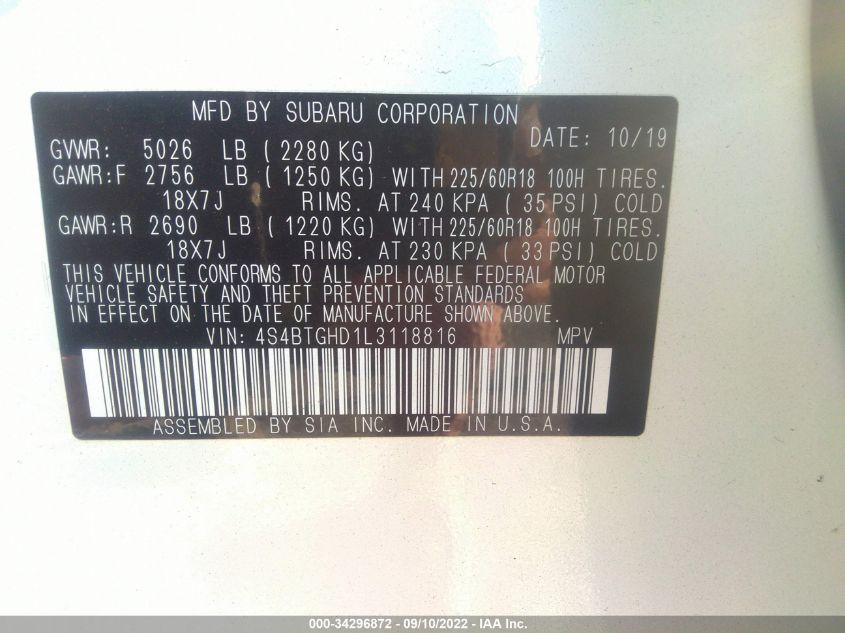 MFD BY SUBARU CORPORATION
DATE: 10/19
GVWR: 5026 LB ( 2280 KG)
GAWR:F 2756 LB ( 1250 KG) WITH 225/60R18 100H TIRES.
18X7J RIMS. AT 240 KPA ( 35 PSI) COLD
GAWR:R 2690 LB ( 1220 KG) WITH 225/60R18 100H TIRES.
18X7J RIMS. AT 230 KPA ( 33 PSI) COLD
THIS VEHICLE CONFORMS TO ALL APPLICABLE FEDERAL MOTOR
VEHICLE SAFETY AND THEFT PREVENTION STANDARDS
IN EFFECT ON THE DATE OF MANUFACTURE SHOWN ABOVE.
VIN: 4S4BTGHD1L3118816 MPV
ASSEMBLED BY SIA INC. MADE IN U.S.A.
000-34296872 - 09/10/2022 - IAA Inc.